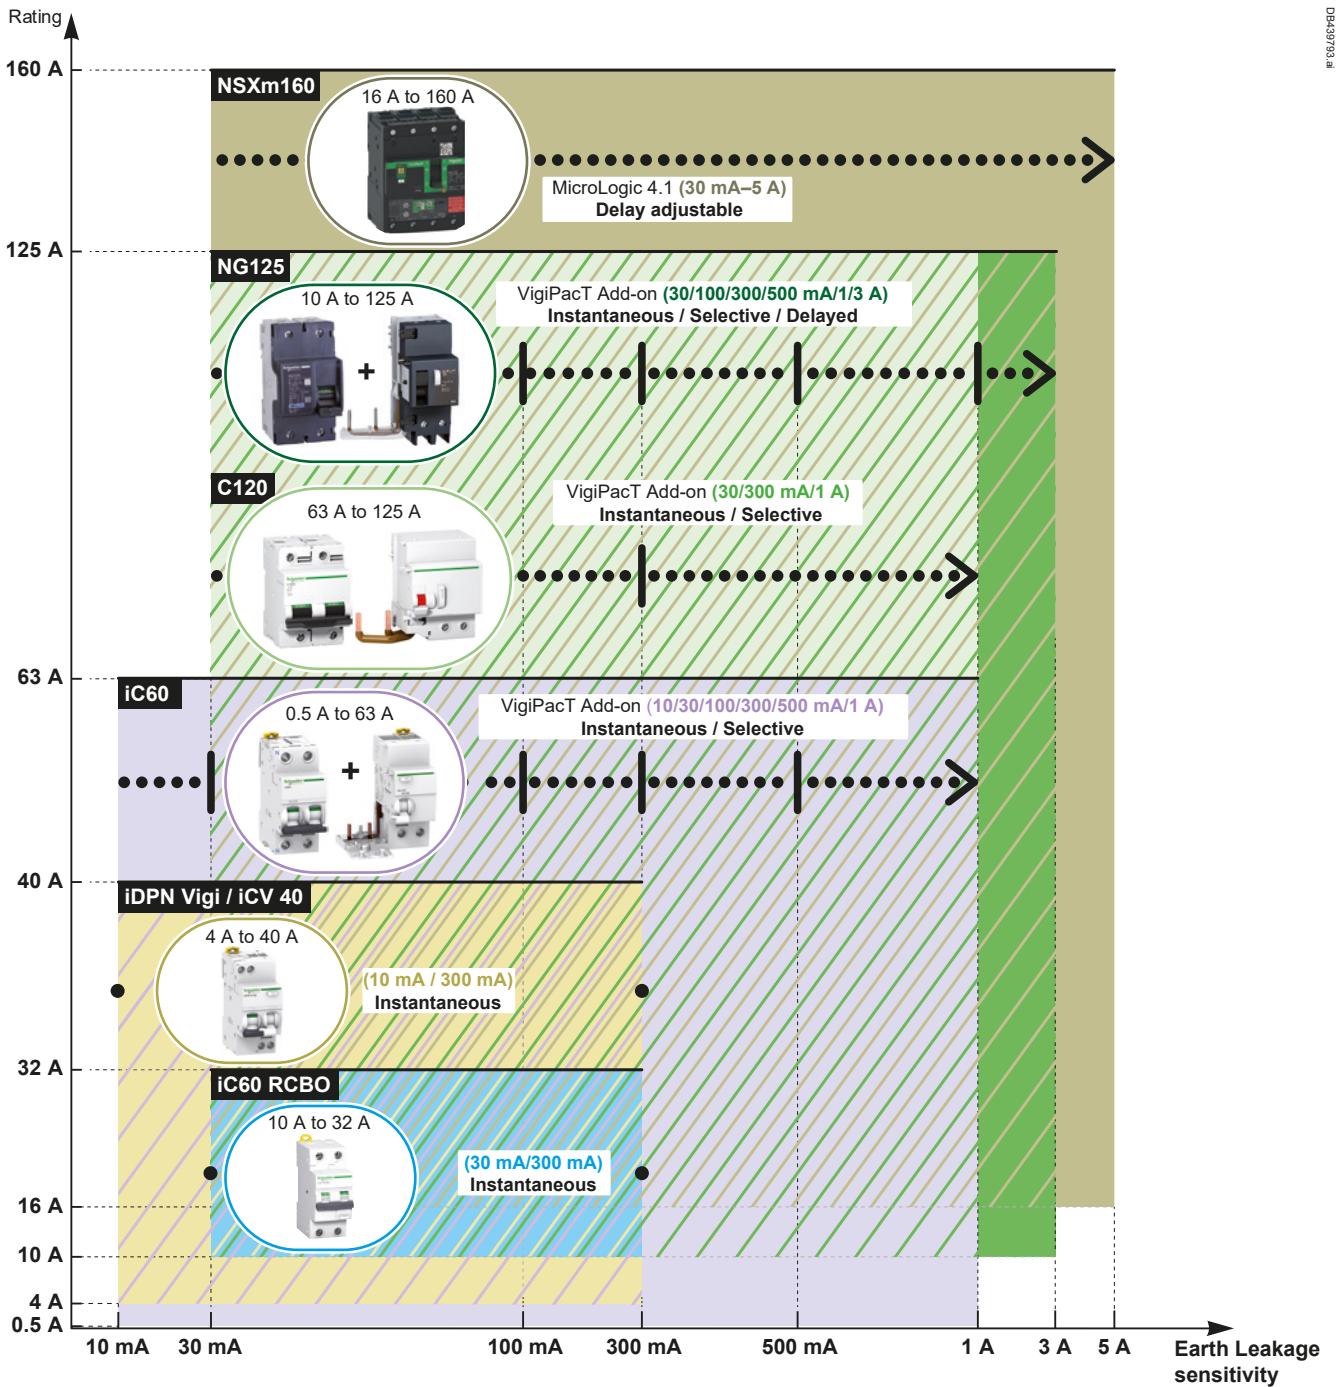 Rating
DB439793.ai
160 A
NSXm160
16 A to 160 A
MicroLogic 4.1 (30 mA–5 A)
Delay adjustable
125 A
NG125
10 A to 125 A
VigiPacT Add-on (30/100/300/500 mA/1/3 A)
Instantaneous / Selective / Delayed
+
C120
63 A to 125 A
VigiPacT Add-on (30/300 mA/1 A)
Instantaneous / Selective
63 A
iC60
0.5 A to 63 A
VigiPacT Add-on (10/30/100/300/500 mA/1 A)
Instantaneous / Selective
+
40 A
iDPN Vigi / iCV 40
4 A to 40 A
(10 mA / 300 mA)
Instantaneous
32 A
iC60 RCBO
10 A to 32 A
(30 mA/300 mA)
Instantaneous
16 A
10 A
4 A
0.5 A
10 mA
30 mA
100 mA
300 mA
500 mA
1 A
3 A
5 A
Earth Leakage
sensitivity